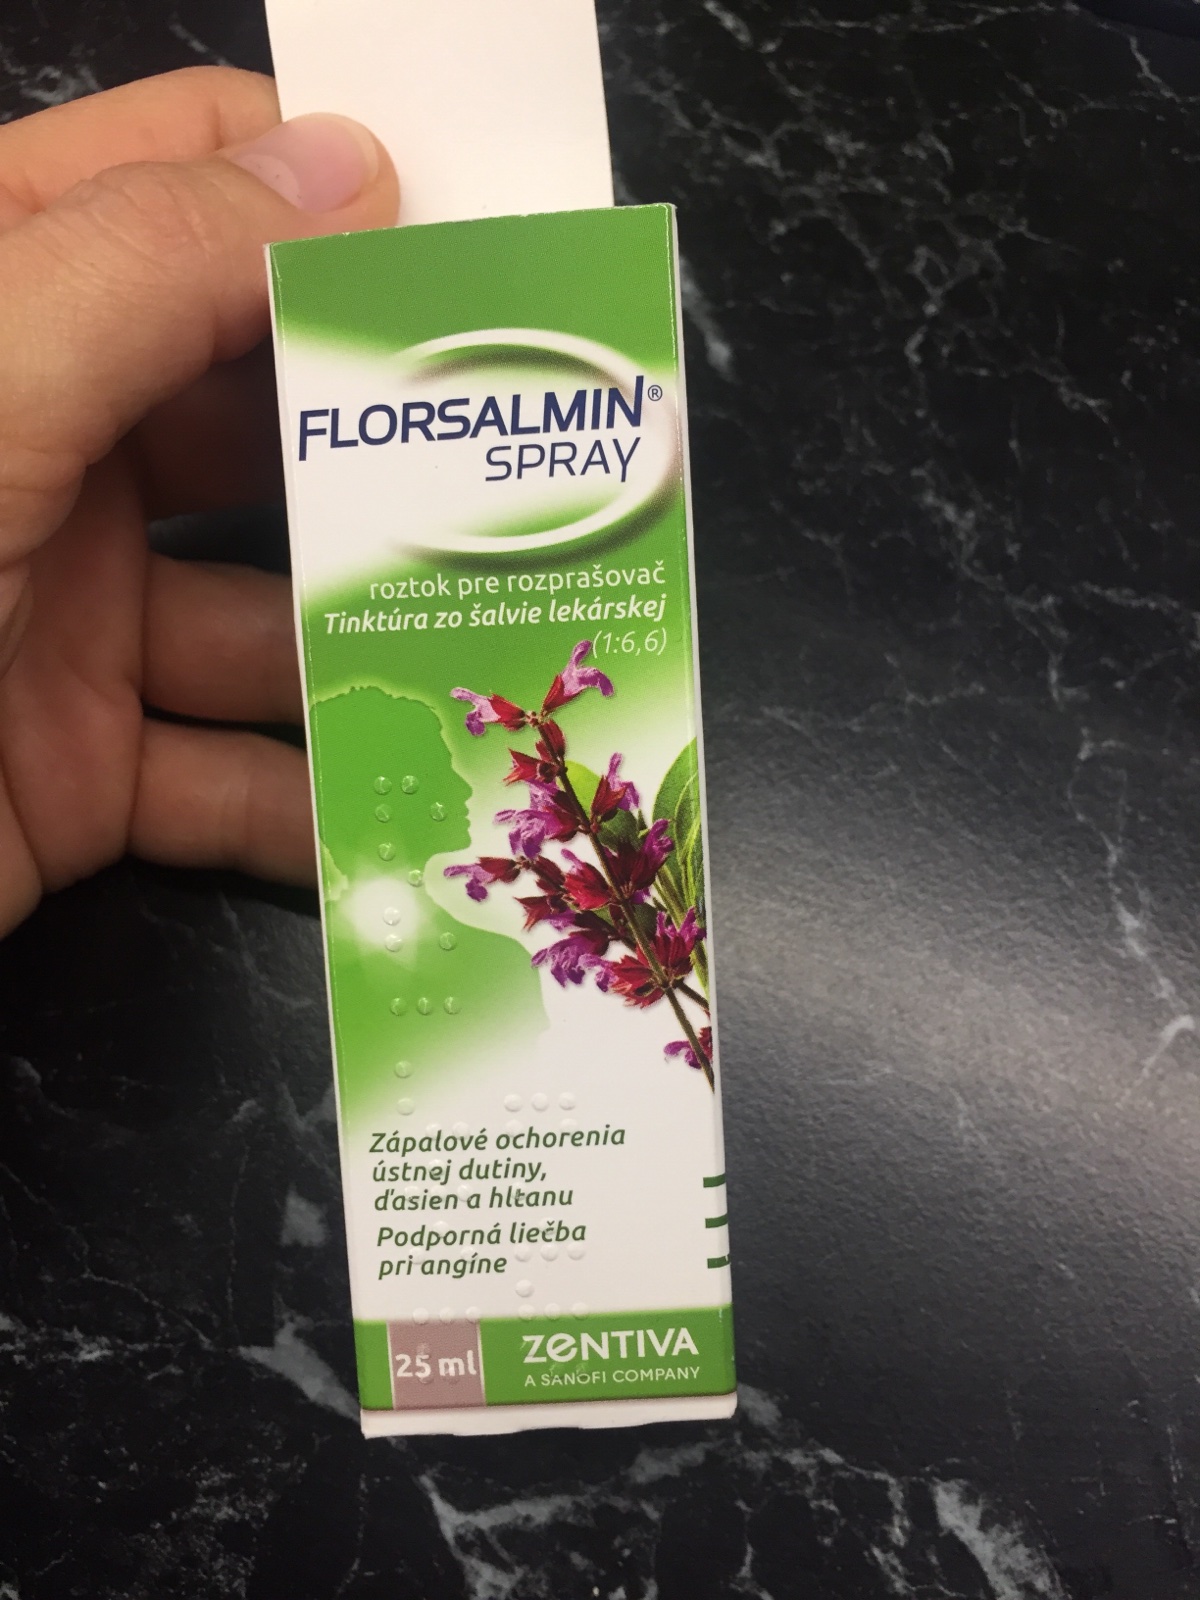 FLORSALMIN®
SPRAY
roztok pre rozprašovač
Tinktúra zo šalvie lekárskej
(1:6,6)
Zápalové ochorenia
ústnej dutiny,
ďasien a hltanu
Podporná liečba
pri angíne
25 ml
ZENTIVA
A SANOFI COMPANY